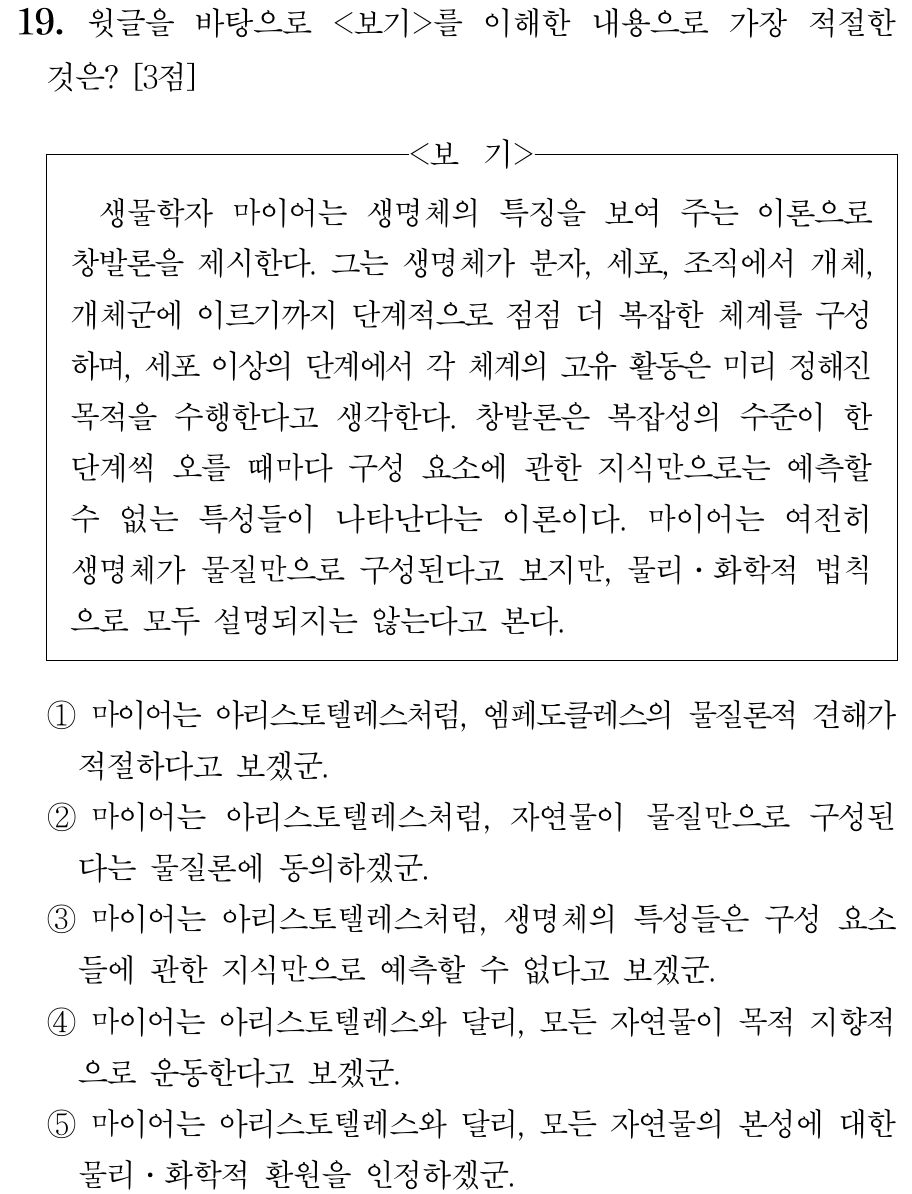 19. 윗글을 바탕으로 <보기>를 이해한 내용으로 가장 적절한
것은? [3점]
<보 기>
생물학자 마이어는 생명체의 특징을 보여 주는 이론으로
창발론을 제시한다. 그는 생명체가 분자, 세포, 조직에서 개체,
개체군에 이르기까지 단계적으로 점점 더 복잡한 체계를 구성
하며, 세포 이상의 단계에서 각 체계의 고유 활동은 미리 정해진
목적을 수행한다고 생각한다. 창발론은 복잡성의 수준이 한
단계씩 오를 때마다 구성 요소에 관한 지식만으로는 예측할
수 없는 특성들이 나타난다는 이론이다. 마이어는 여전히
생명체가 물질만으로 구성된다고 보지만, 물리·화학적 법칙
으로 모두 설명되지는 않는다고 본다.
① 마이어는 아리스토텔레스처럼, 엠페도클레스의 물질론적 견해가
적절하다고 보겠군.
② 마이어는 아리스토텔레스처럼, 자연물이 물질만으로 구성된
다는 물질론에 동의하겠군.
③ 마이어는 아리스토텔레스처럼, 생명체의 특성들은 구성 요소
들에 관한 지식만으로 예측할 수 없다고 보겠군.
④ 마이어는 아리스토텔레스와 달리, 모든 자연물이 목적 지향적
으로 운동한다고 보겠군.
⑤ 마이어는 아리스토텔레스와 달리, 모든 자연물의 본성에 대한
물리·화학적 환원을 인정하겠군.